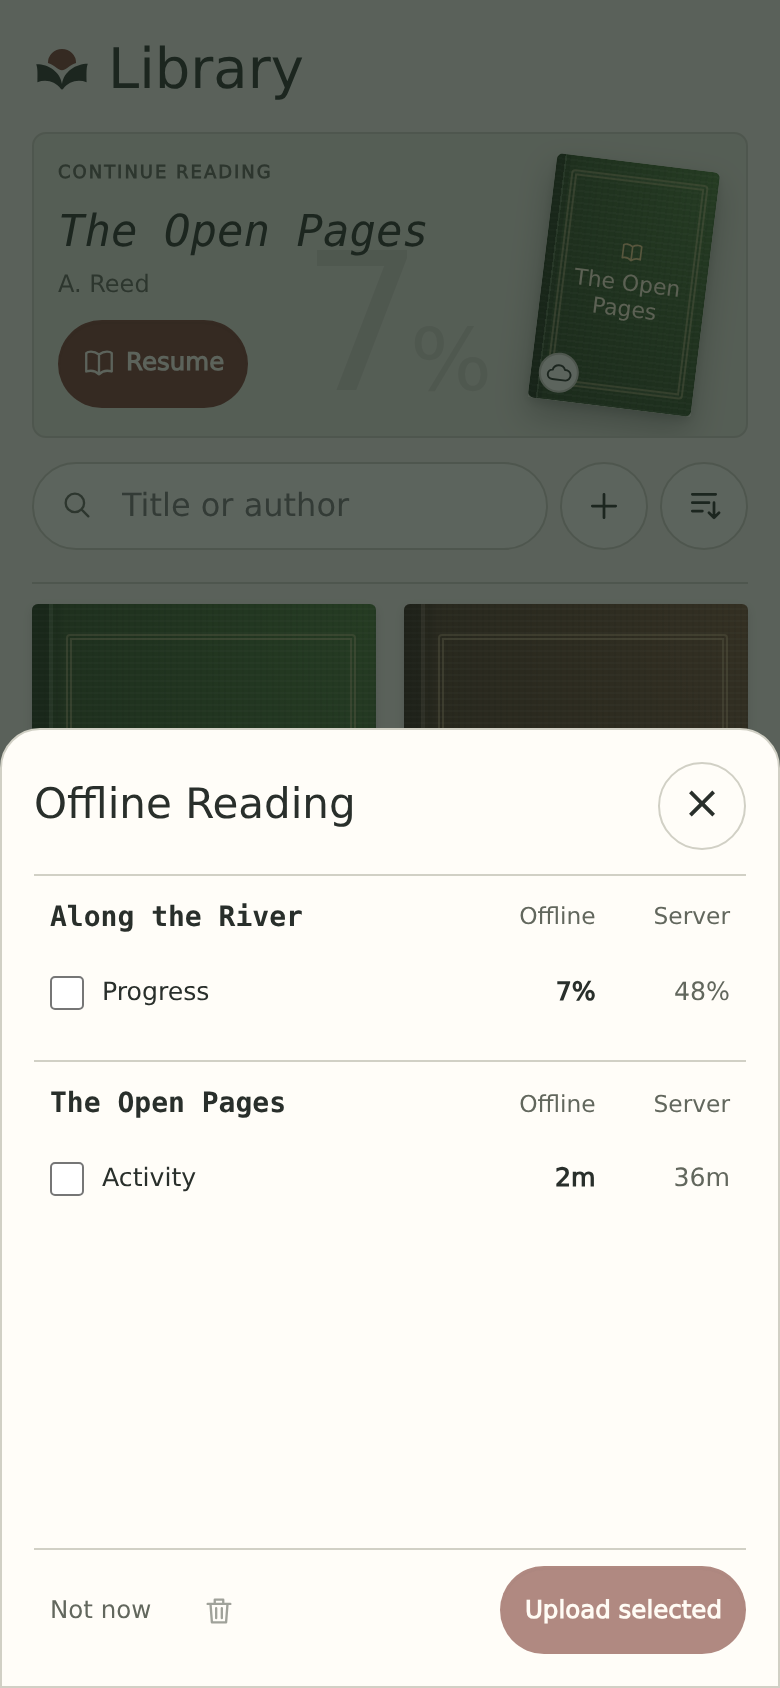 Library
CONTINUE READING
The Open Pages
A. Reed
7%
Resume
The Open
Pages
Title or author
Offline Reading
Along the River Offline Server
Progress 7% 48%
The Open Pages Offline Server
Activity 2m 36m
Not now Upload selected